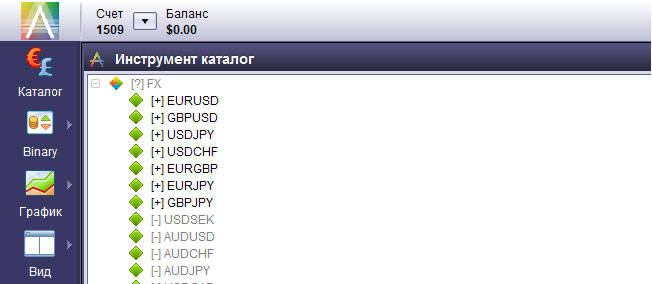 Счет
1509
Баланс
$0.00
Инструмент каталог
Каталог
Binary
График
Вид
[?] FX
[+] EURUSD
[+] GBPUSD
[+] USDJPY
[+] USDCHF
[+] EURGBP
[+] EURJPY
[+] GBPJPY
[-] USDSEK
[-] AUDUSD
[-] AUDCHF
[-] AUDJPY